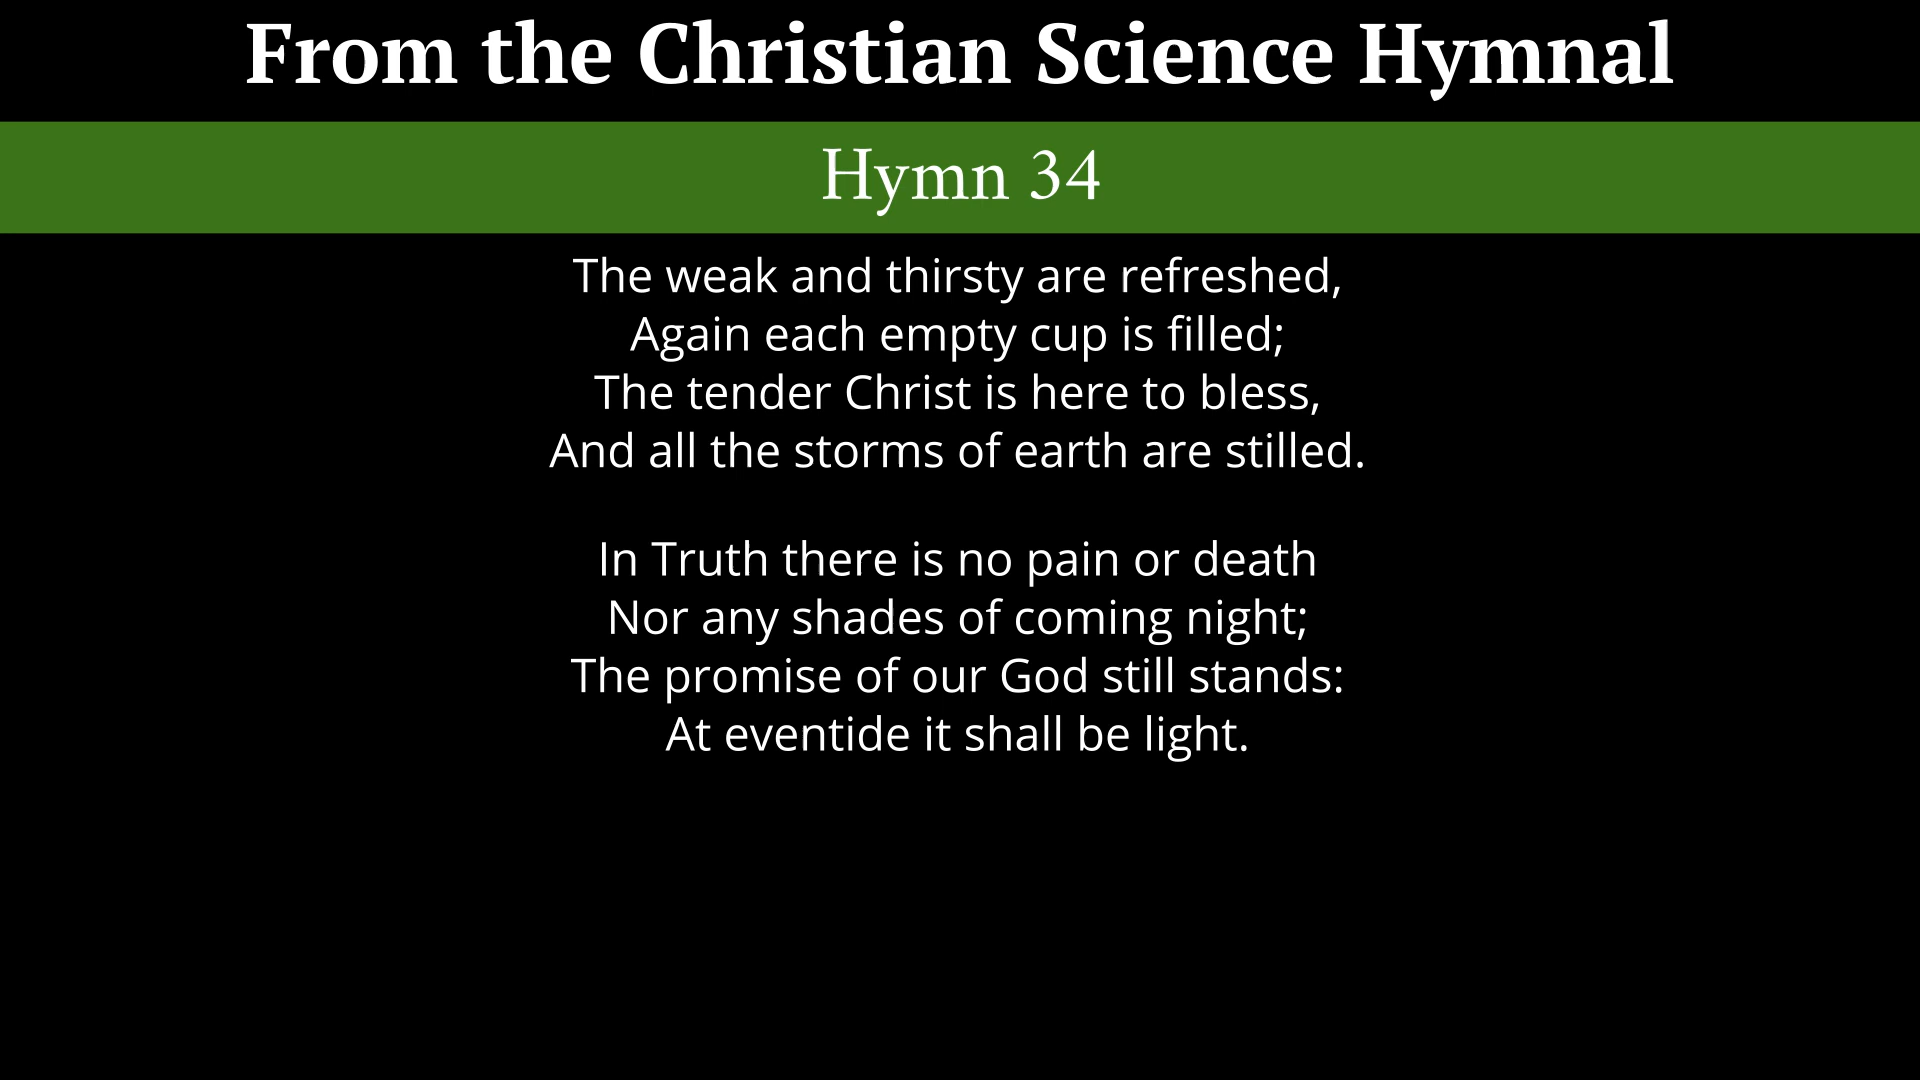 From the Christian Science Hymnal
Hymn 34
The weak and thirsty are refreshed,
Again each empty cup is filled;
The tender Christ is here to bless,
And all the storms of earth are stilled.
In Truth there is no pain or death
Nor any shades of coming night;
The promise of our God still stands:
At eventide it shall be light.